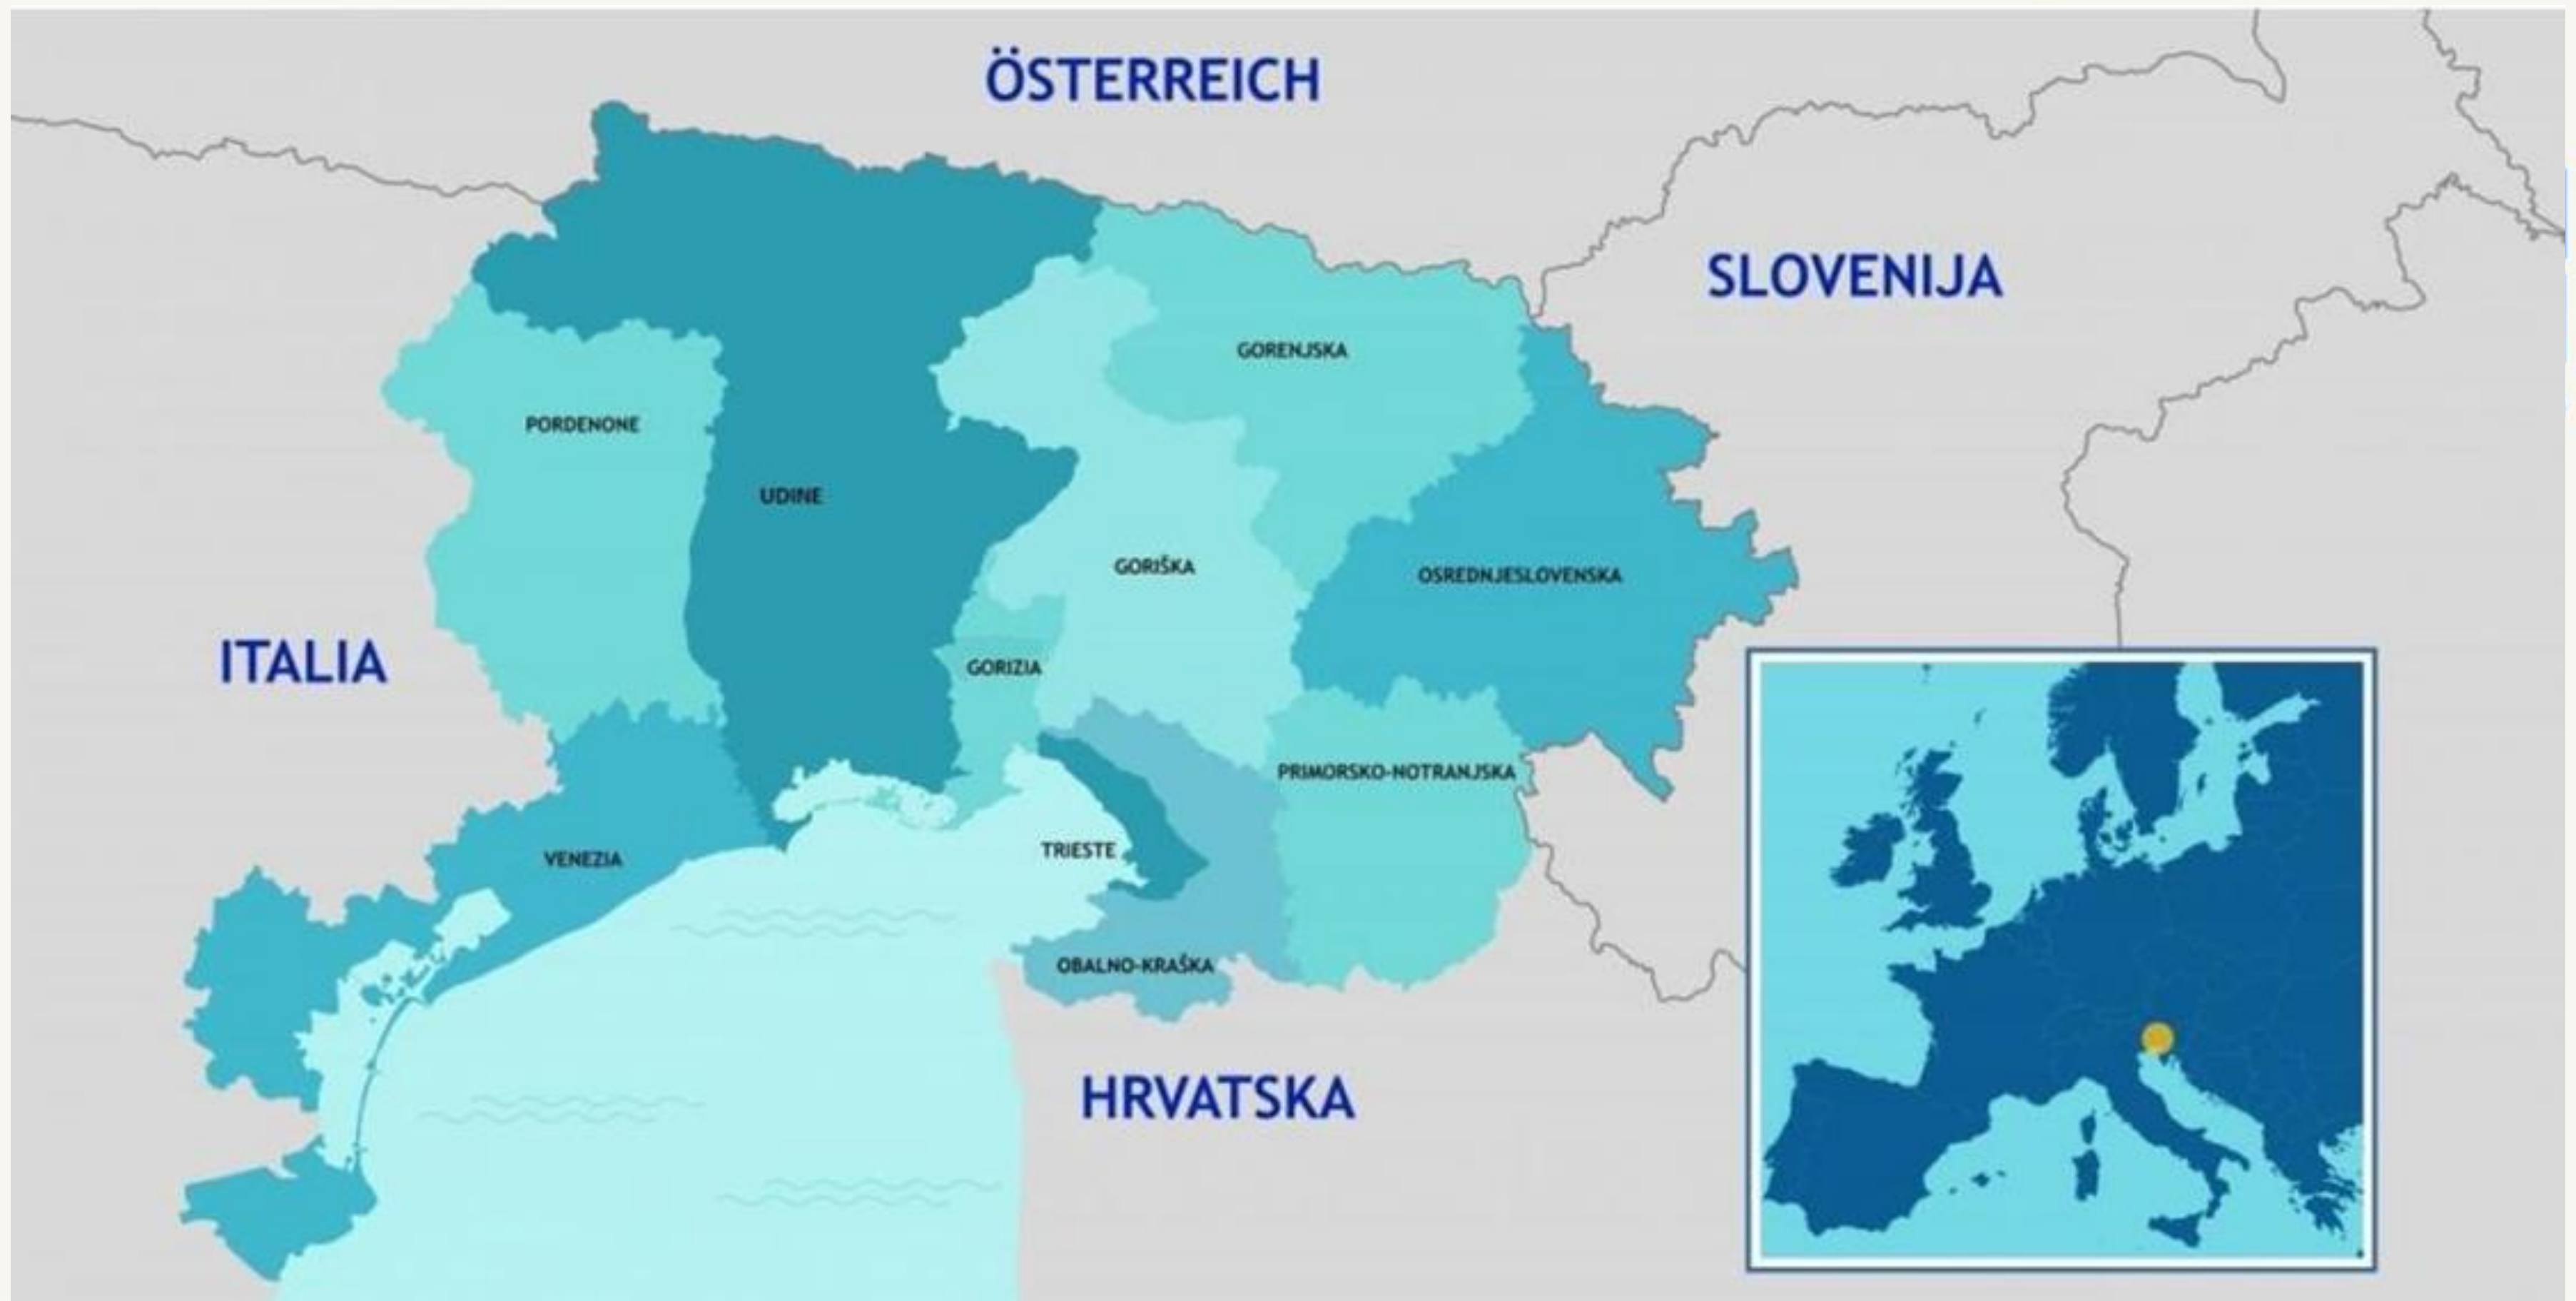 ÖSTERREICH
SLOVENIJA
GORENJSKA
PORDENONE
UDINE
GORIŠKA
OSREDNJESLOVENSKA
ITALIA
GORIZIA
PRIMORSKO-NOTRANJSKA
TRIESTE
VENEZIA
OBALNO-KRAŠKA
HRVATSKA